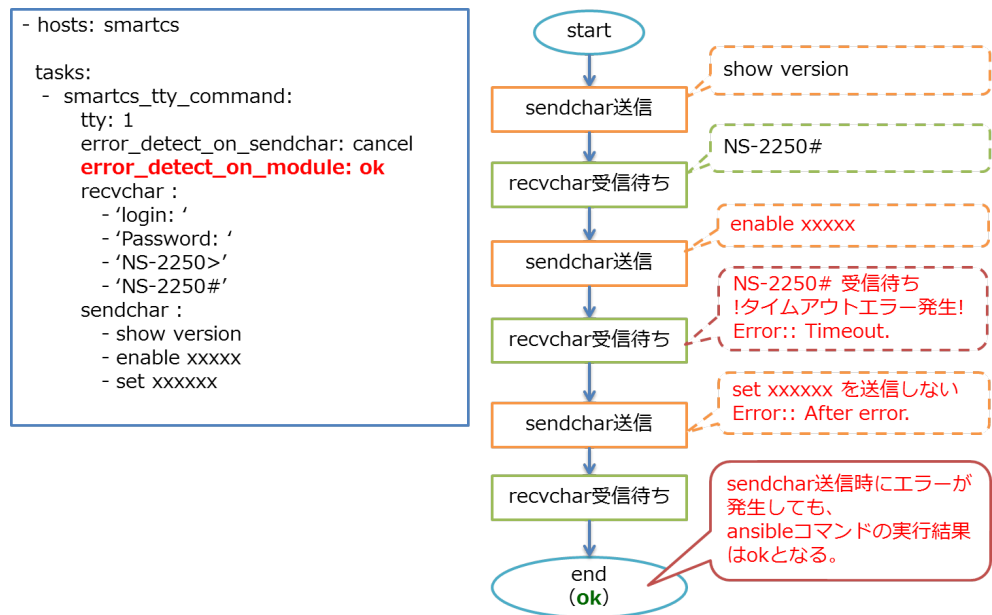 - hosts: smartcs
tasks:
- smartcs_tty_command:
tty: 1
error_detect_on_sendchar: cancel
error_detect_on_module: ok
recvchar :
- ‘login: ‘
- ‘Password: ‘
- ‘NS-2250>’
- ‘NS-2250#’
sendchar :
- show version
- enable xxxxx
- set xxxxxx
start
show version
sendchar送信
NS-2250#
recvchar受信待ち
enable xxxxx
sendchar送信
NS-2250# 受信待ち
!タイムアウトエラー発生!
Error:: Timeout.
recvchar受信待ち
set xxxxxx を送信しない
Error:: After error.
sendchar送信
recvchar受信待ち
sendchar送信時にエラーが
発生しても、
ansibleコマンドの実行結果
はokとなる。
end
（ok）